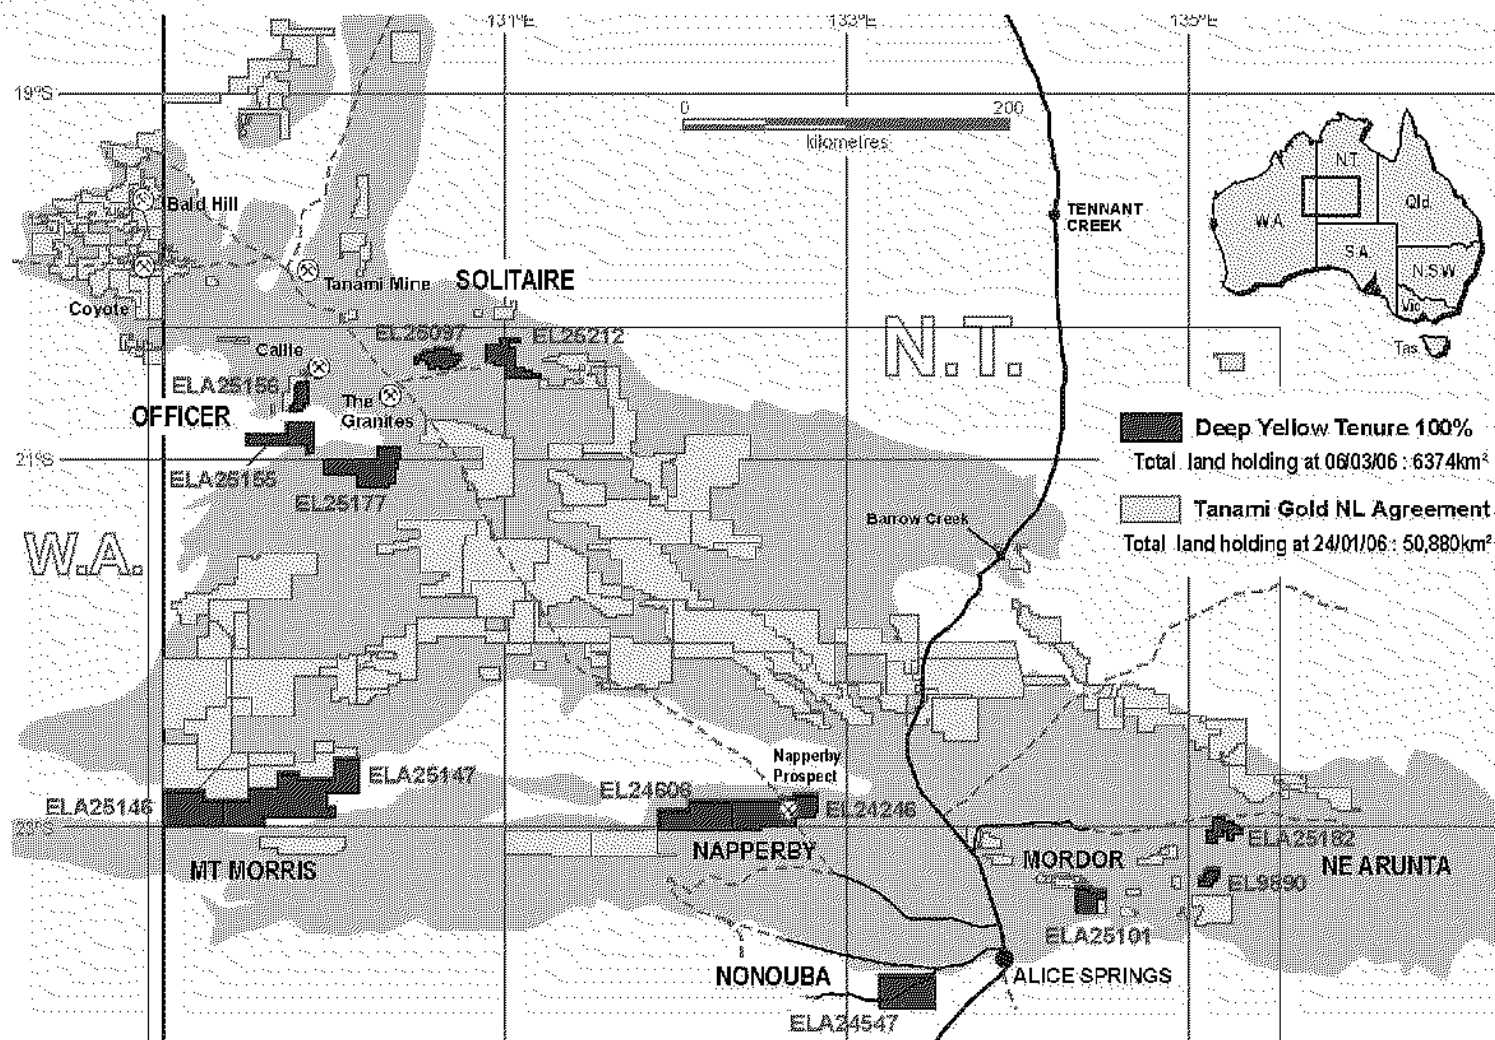 131°E
133°E
135°E
19°S
0
200
kilometres
N.T.
W.A.
Qld.
S.A.
N.S.W
Vic
Tas
TENNANT
CREEK
Bald Hill
Tanami Mine
SOLITAIRE
Coyote
EL26097
EL25212
N.T.
Callie
ELA25156
OFFICER
The
Granites
Deep Yellow Tenure 100%
Total land holding at 06/03/06 : 6374km²
21°S
ELA25155
EL25177
Tanami Gold NL Agreement
Total land holding at 24/01/06 : 50,880km²
Barrow Creek
W.A.
Napperby
Prospect
ELA25147
ELA25146
EL24606
EL24246
23°S
ELA25182
NAPPERBY
MORDOR
NE ARUNTA
MT MORRIS
EL9890
ELA25101
NONOUBA
ALICE SPRINGS
ELA24547